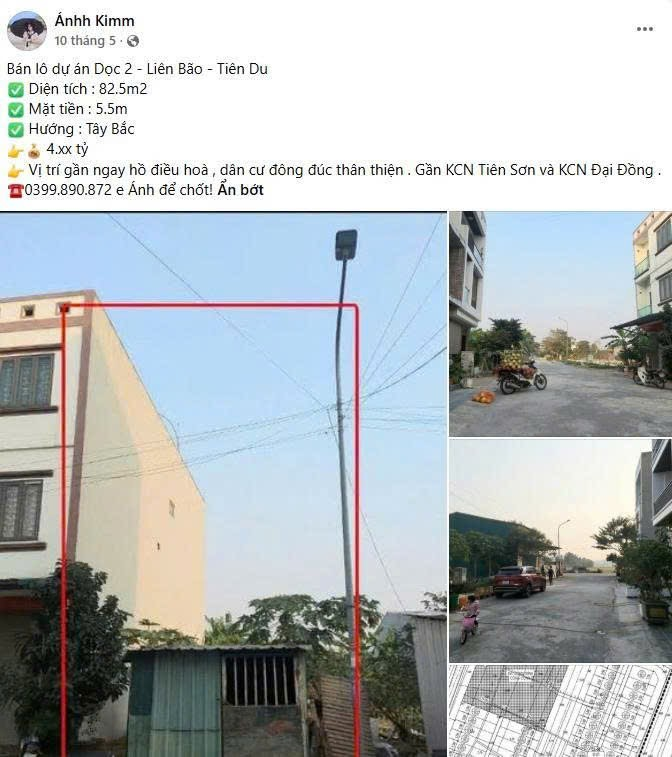 Ánhh Kimm
10 tháng 5 ·
Bán lô dự án Dọc 2 - Liên Bão - Tiên Du
✅ Diện tích : 82.5m2
✅ Mặt tiền : 5.5m
✅ Hướng : Tây Bắc
👉💰 4.xx tỷ
👉 Vị trí gần ngay hồ điều hoà , dân cư đông đúc thân thiện . Gần KCN Tiên Sơn và KCN Đại Đồng .
☎️0399.890.872 e Ánh để chốt! Ẩn bớt